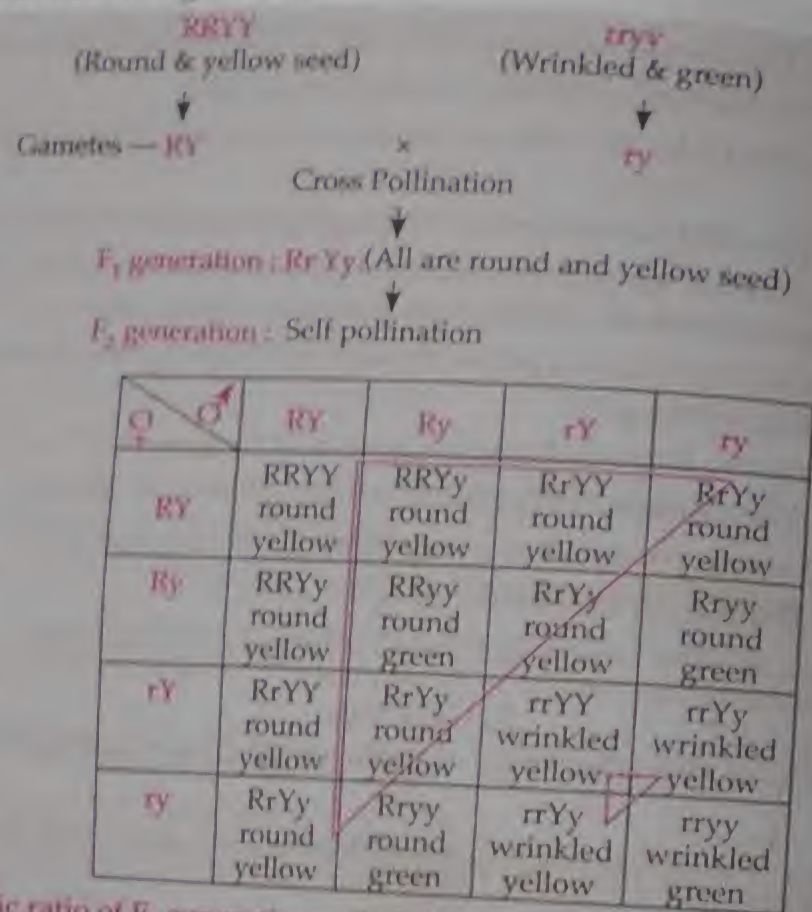 RRYY rryy
(Round & yellow seed) (Wrinkled & green)
Gametes — RY × ry
Cross Pollination
F₁ generation : Rr Yy (All are round and yellow seed)
F₂ generation : Self pollination
♀ ♂ RY Ry rY ry
RY RRYY RRYy RrYY RrYy
round round round round
yellow yellow yellow yellow
Ry RRYy RRyy RrYy Rryy
round round round round
yellow green yellow green
rY RrYY RrYy rrYY rrYy
round round wrinkled wrinkled
yellow yellow yellow yellow
ry RrYy Rryy rrYy rryy
round round wrinkled wrinkled
yellow green yellow green
ratio of F₂